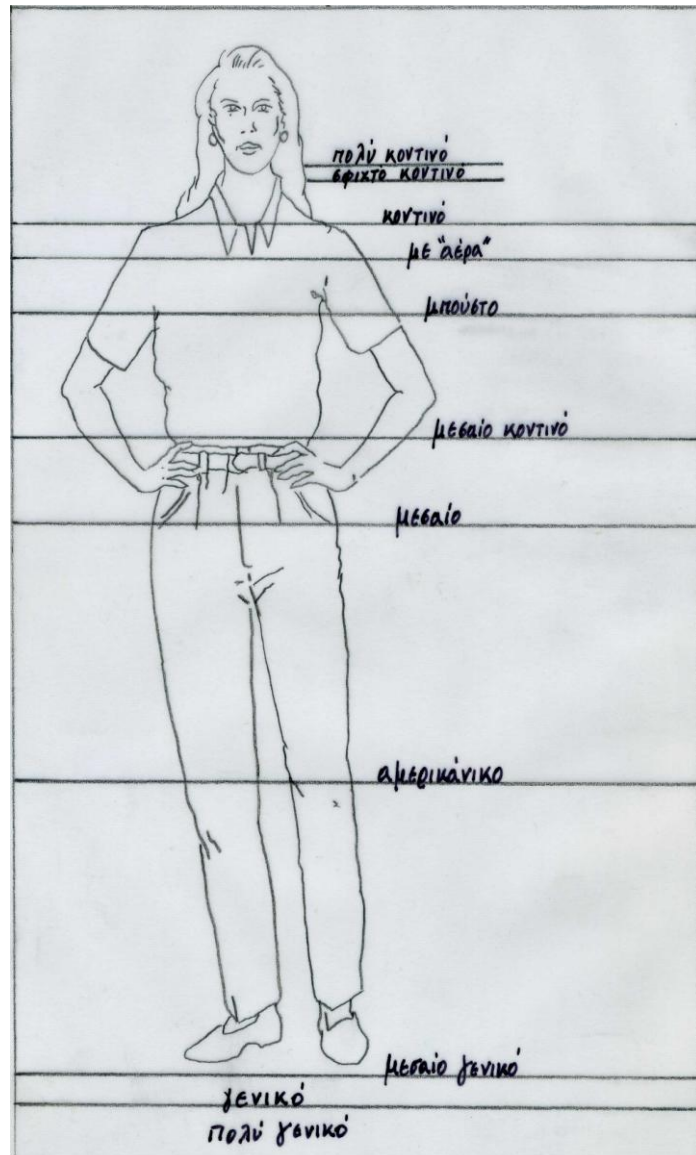 πολύ κοντινό
σφιχτό κοντινό
κοντινό
με "αέρα"
μπούστο
μεσαίο κοντινό
μεσαίο
αμερικάνικο
μεσαίο γενικό
γενικό
πολύ γενικό